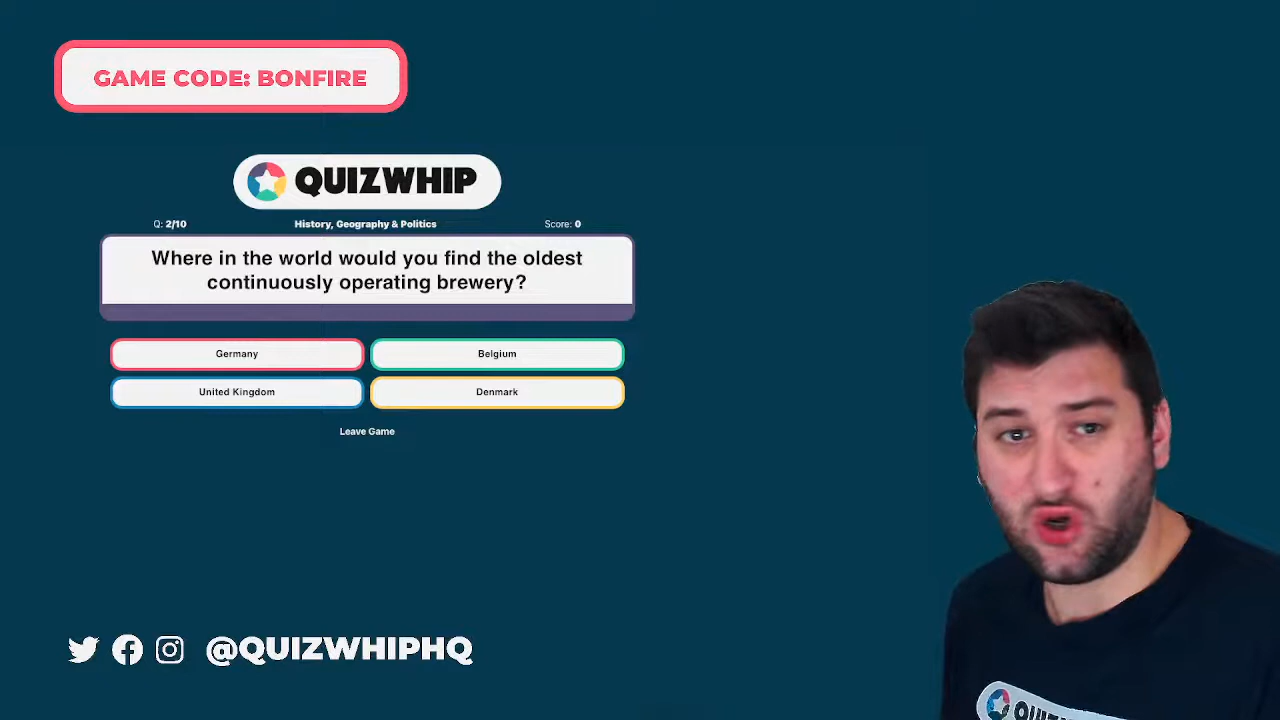 GAME CODE: BONFIRE
QUIZWHIP
Q: 2/10
History, Geography & Politics
Score: 0
Where in the world would you find the oldest
continuously operating brewery?
Germany
Belgium
United Kingdom
Denmark
Leave Game
@QUIZWHIPHQ